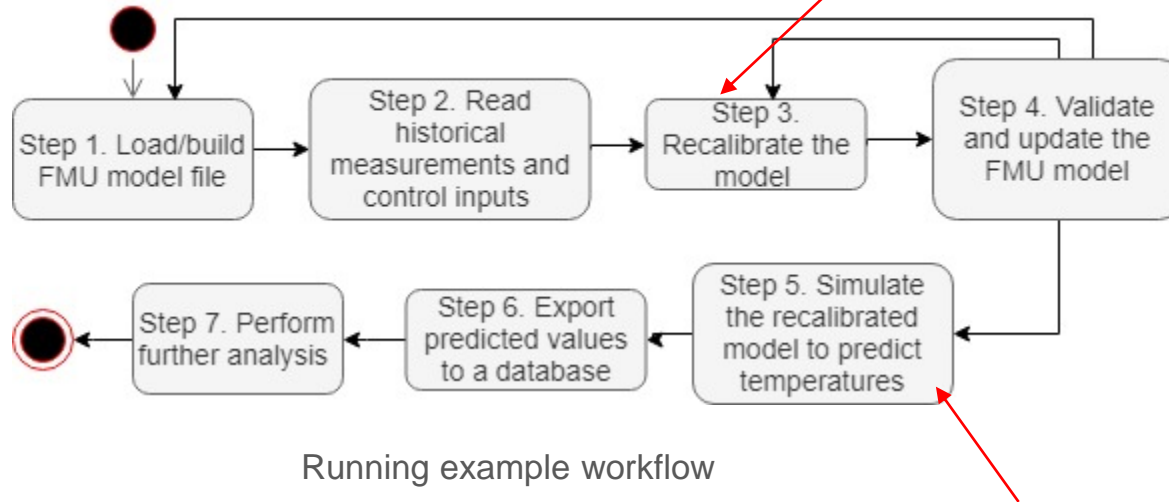 Step 1. Load/build
FMU model file
Step 2. Read
historical
measurements and
control inputs
Step 3.
Recalibrate the
model
Step 4. Validate
and update the
FMU model
Step 5. Simulate
the recalibrated
model to predict
temperatures
Step 6. Export
predicted values
to a database
Step 7. Perform
further analysis
Running example workflow